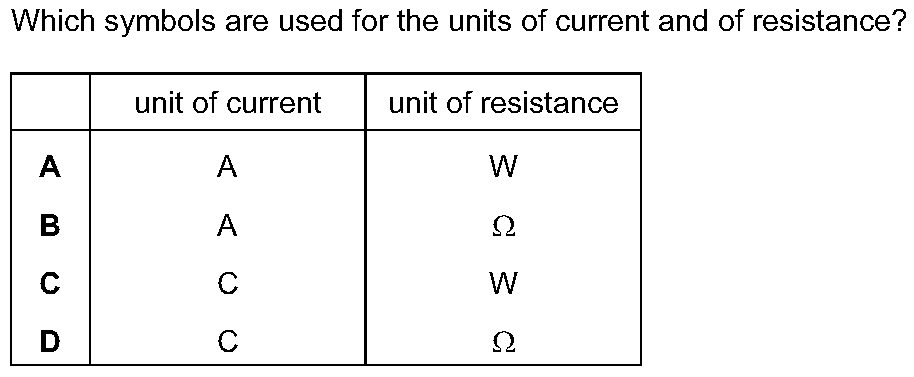 Which symbols are used for the units of current and of resistance?
unit of current unit of resistance
A A W
B A Ω
C C W
D C Ω